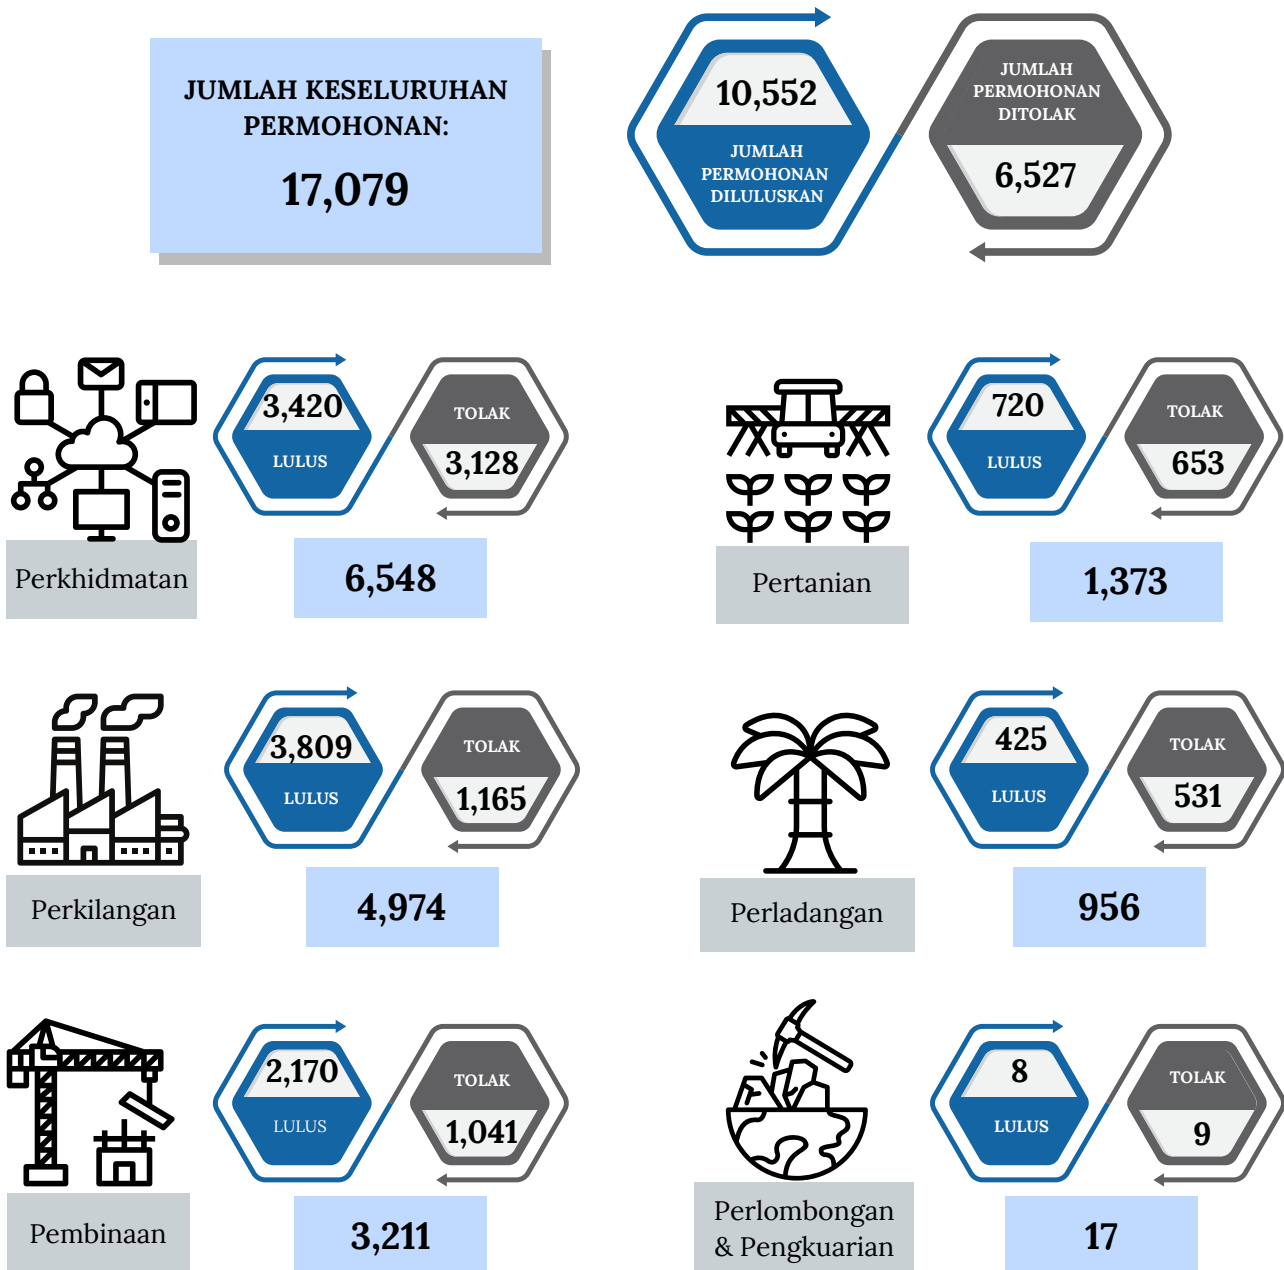 JUMLAH KESELURUHAN
PERMOHONAN:
17,079
10,552
JUMLAH
PERMOHONAN
DILULUSKAN
JUMLAH
PERMOHONAN
DITOLAK
6,527
3,420
LULUS
TOLAK
3,128
Perkhidmatan
6,548
720
LULUS
TOLAK
653
Pertanian
1,373
3,809
LULUS
TOLAK
1,165
Perkilangan
4,974
425
LULUS
TOLAK
531
Perladangan
956
2,170
LULUS
TOLAK
1,041
Pembinaan
3,211
8
LULUS
TOLAK
9
Perlombongan
& Pengkuarian
17